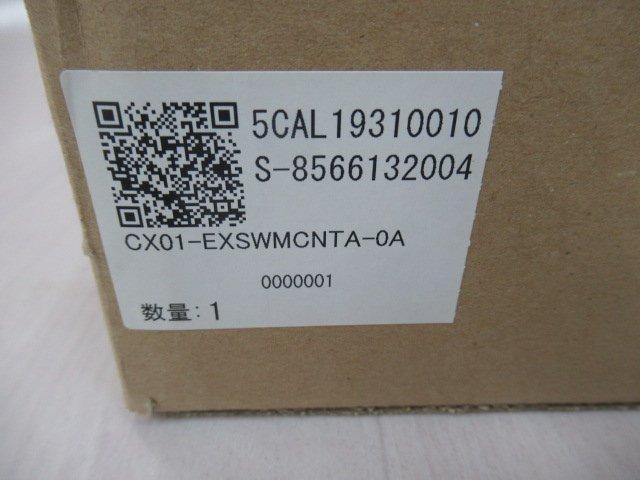 5CAL19310010
S-8566132004
CX01-EXSWMCNTA-0A
0000001
数量:1